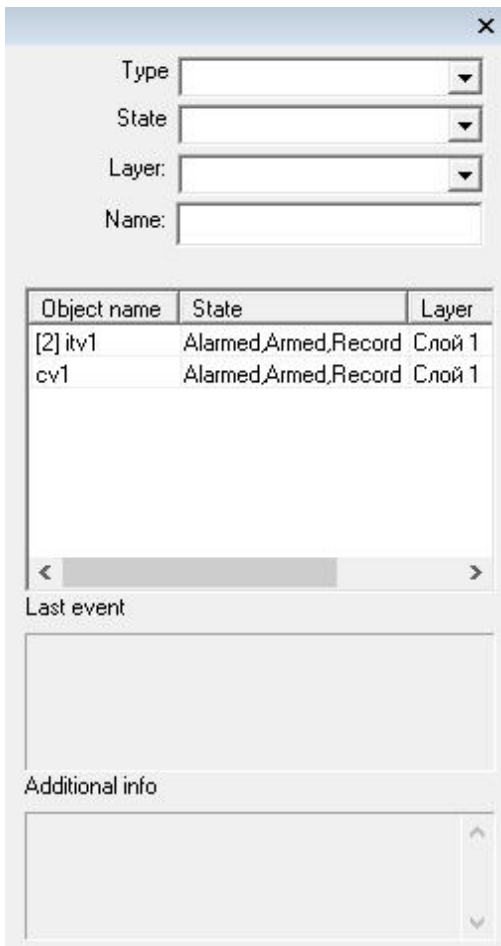 Type
State
Layer:
Name:
Object name State Layer
[2] itv1 Alarmed,Armed,Record Слой 1
cv1 Alarmed,Armed,Record Слой 1
Last event
Additional info